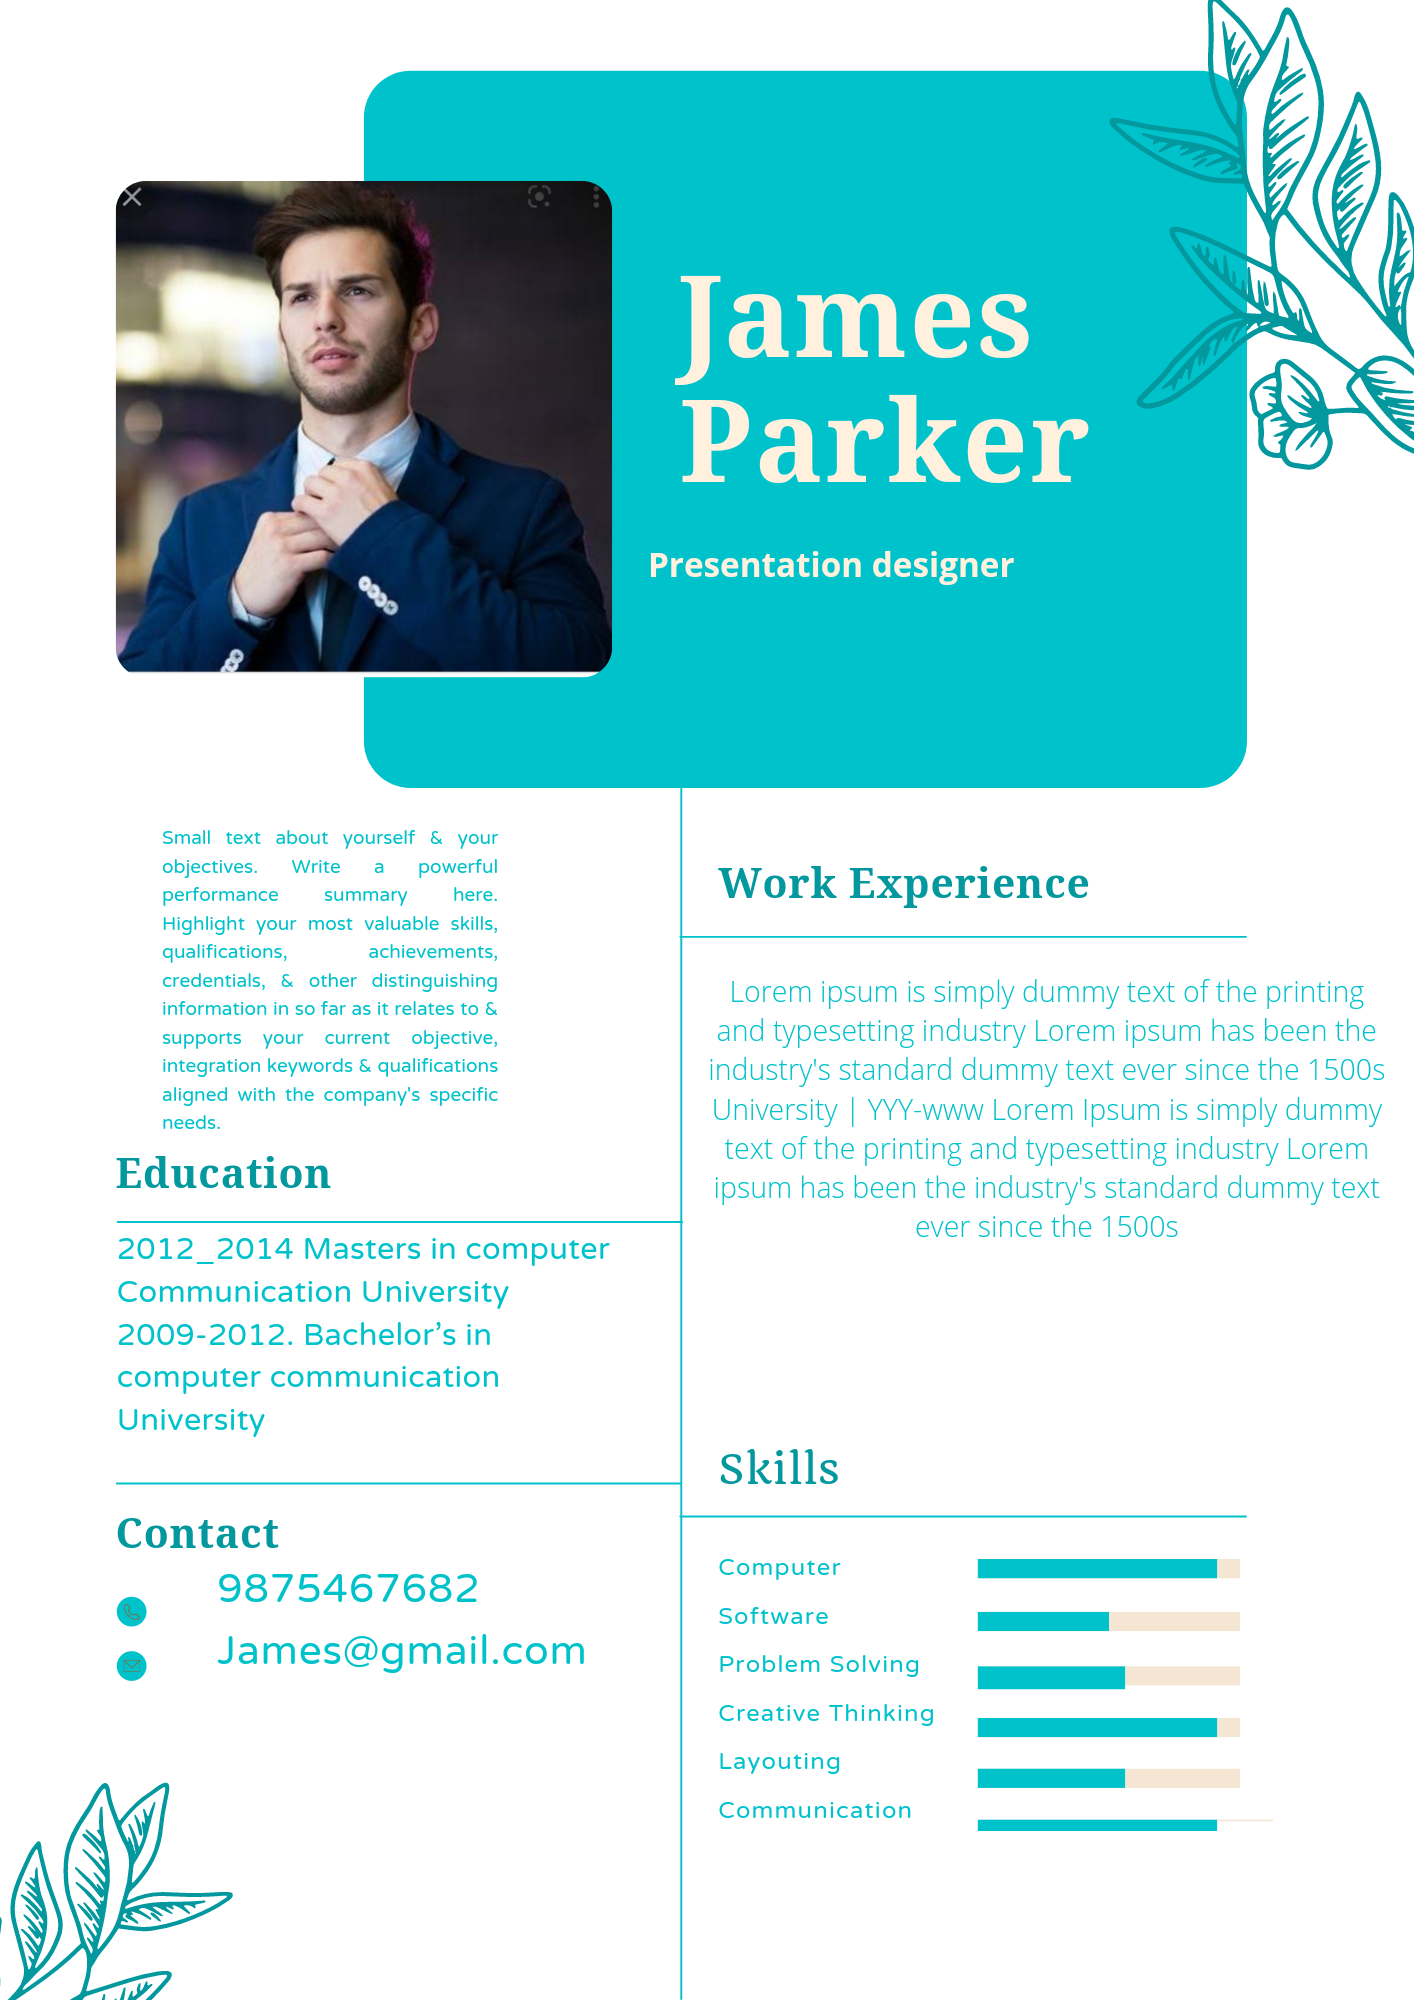 James
Parker
Presentation designer
Small text about yourself & your
objectives. Write a powerful
performance summary here.
Highlight your most valuable skills,
qualifications, achievements,
credentials, & other distinguishing
information in so far as it relates to &
supports your current objective,
integration keywords & qualifications
aligned with the company's specific
needs.
Education
2012_2014 Masters in computer
Communication University
2009-2012. Bachelor’s in
computer communication
University
Contact
9875467682
James@gmail.com
Work Experience
Lorem ipsum is simply dummy text of the printing
and typesetting industry Lorem ipsum has been the
industry's standard dummy text ever since the 1500s
University | YYY-www Lorem Ipsum is simply dummy
text of the printing and typesetting industry Lorem
ipsum has been the industry's standard dummy text
ever since the 1500s
Skills
Computer
Software
Problem Solving
Creative Thinking
Layouting
Communication